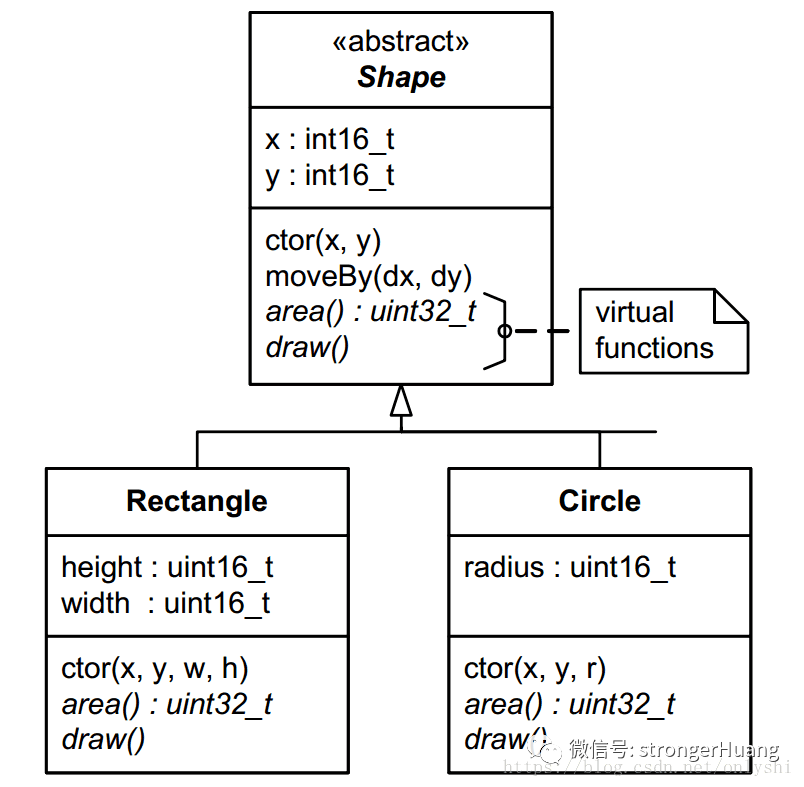 «abstract»
Shape
x : int16_t
y : int16_t
ctor(x, y)
moveBy(dx, dy)
area() : uint32_t
draw()
virtual
functions
Rectangle
height : uint16_t
width : uint16_t
ctor(x, y, w, h)
area() : uint32_t
draw()
Circle
radius : uint16_t
ctor(x, y, r)
area() : uint32_t
draw()
微信号: strongerHuang
https://blog.csdn.net/onlyshi